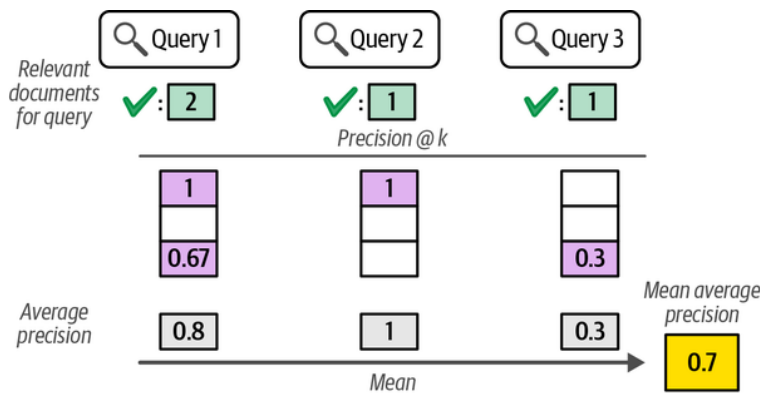 Query 1
Query 2
Query 3
Relevant
documents
for query
: 2
: 1
: 1
Precision @ k
1
1
0.67
0.3
Average
precision
0.8
1
0.3
Mean average
precision
0.7
Mean